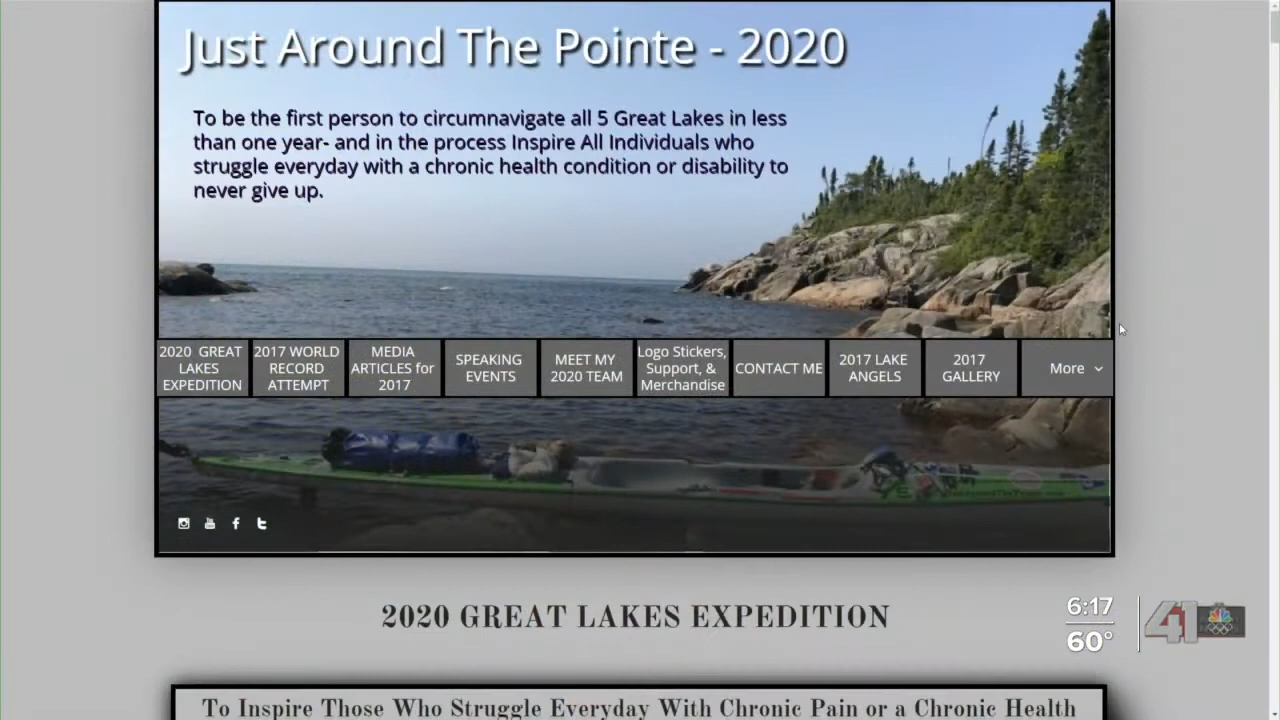 Just Around The Pointe - 2020
To be the first person to circumnavigate all 5 Great Lakes in less
than one year- and in the process Inspire All Individuals who
struggle everyday with a chronic health condition or disability to
never give up.
2020 GREAT
LAKES
EXPEDITION
2017 WORLD
RECORD
ATTEMPT
MEDIA
ARTICLES for
2017
SPEAKING
EVENTS
MEET MY
2020 TEAM
Logo Stickers,
Support, &
Merchandise
CONTACT ME
2017 LAKE
ANGELS
2017
GALLERY
More
2020 GREAT LAKES EXPEDITION
6:17
60°
41
To Inspire Those Who Struggle Everyday With Chronic Pain or a Chronic Health